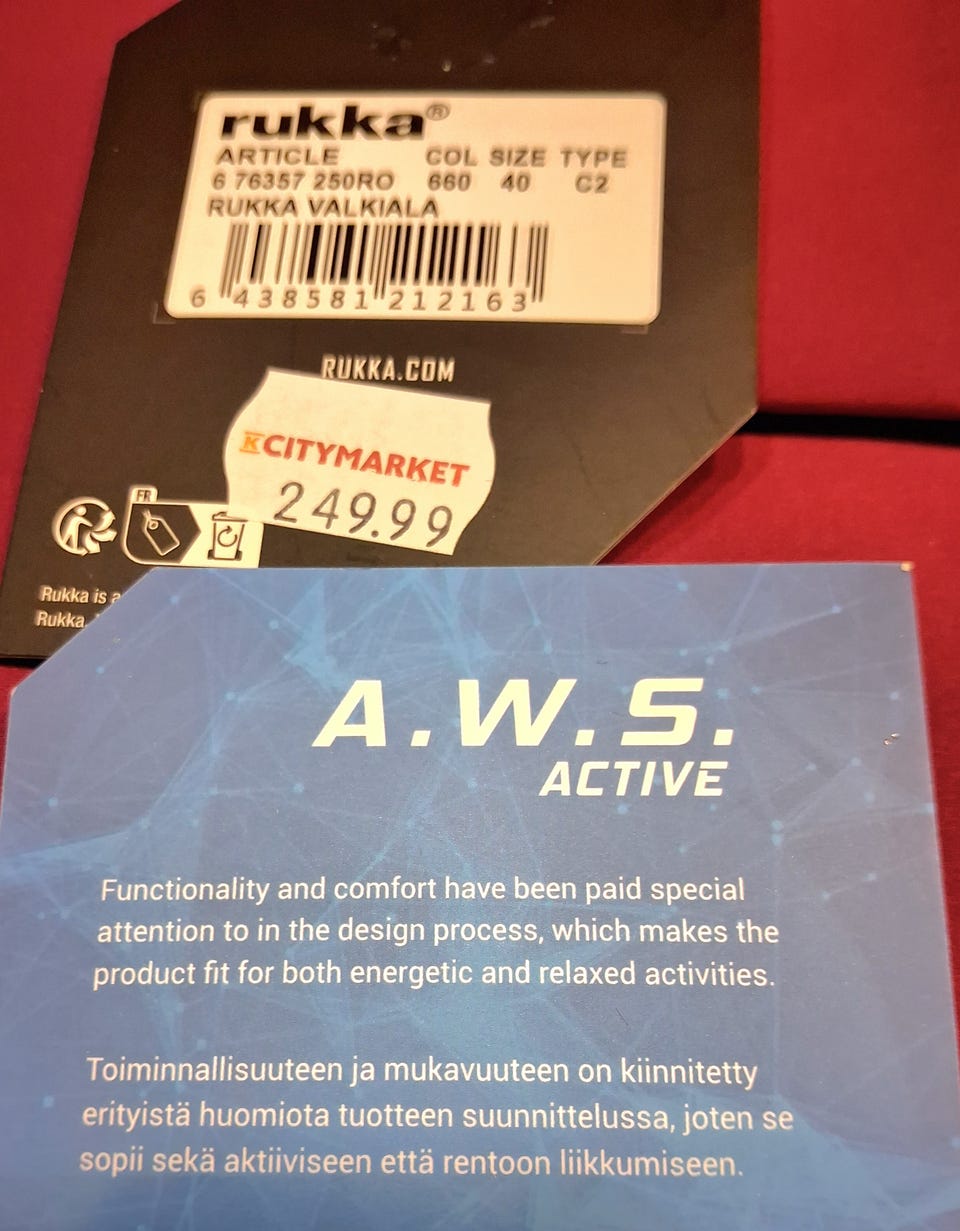 rukka®
ARTICLE COL SIZE TYPE
6 76357 250RO 660 40 C2
RUKKA VALKIALA
6 438581 212163
RUKKA.COM
K CITYMARKET
249.99
FR
Rukka is a
Rukka.
A.W.S.
ACTIVE
Functionality and comfort have been paid special
attention to in the design process, which makes the
product fit for both energetic and relaxed activities.
Toiminnallisuuteen ja mukavuuteen on kiinnitetty
erityistä huomiota tuotteen suunnittelussa, joten se
sopii sekä aktiiviseen että rentoon liikkumiseen.